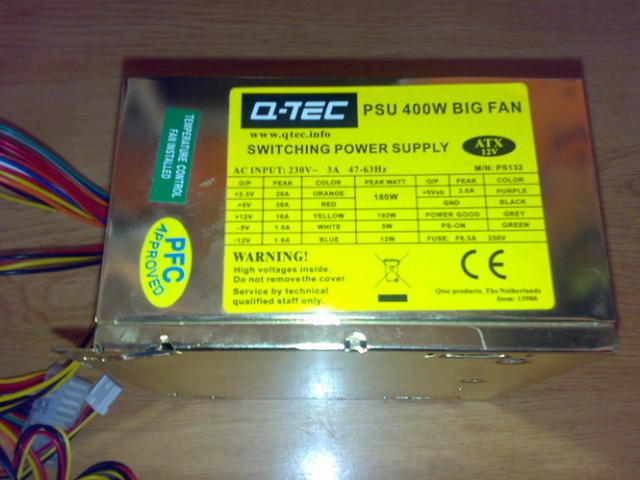 Q-TEC PSU 400W BIG FAN
www.qtec.info
SWITCHING POWER SUPPLY
ATX
12V
AC INPUT: 230V~ 3A 47-63Hz
M/N: PS132
O/P PEAK COLOR PEAK WATT O/P PEAK COLOR
+3.3V 20A ORANGE 180W +5Vsb 2.0A PURPLE
+5V 30A RED GND BLACK
+12V 16A YELLOW 192W POWER GOOD GREY
-5V 1.0A WHITE 5W PS-ON GREEN
-12V 1.0A BLUE 12W FUSE: F6.3A 250V
WARNING!
High voltages inside.
Do not remove the cover.
Service by technical
qualified staff only.
CE
Qtec products. The Netherlands
Item: 13988
TEMPERATURE CONTROL
FAN INSTALLED
PFC
APPROVED